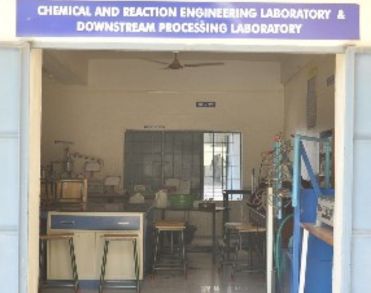 CHEMICAL AND REACTION ENGINEERING LABORATORY &
DOWNSTREAM PROCESSING LABORATORY